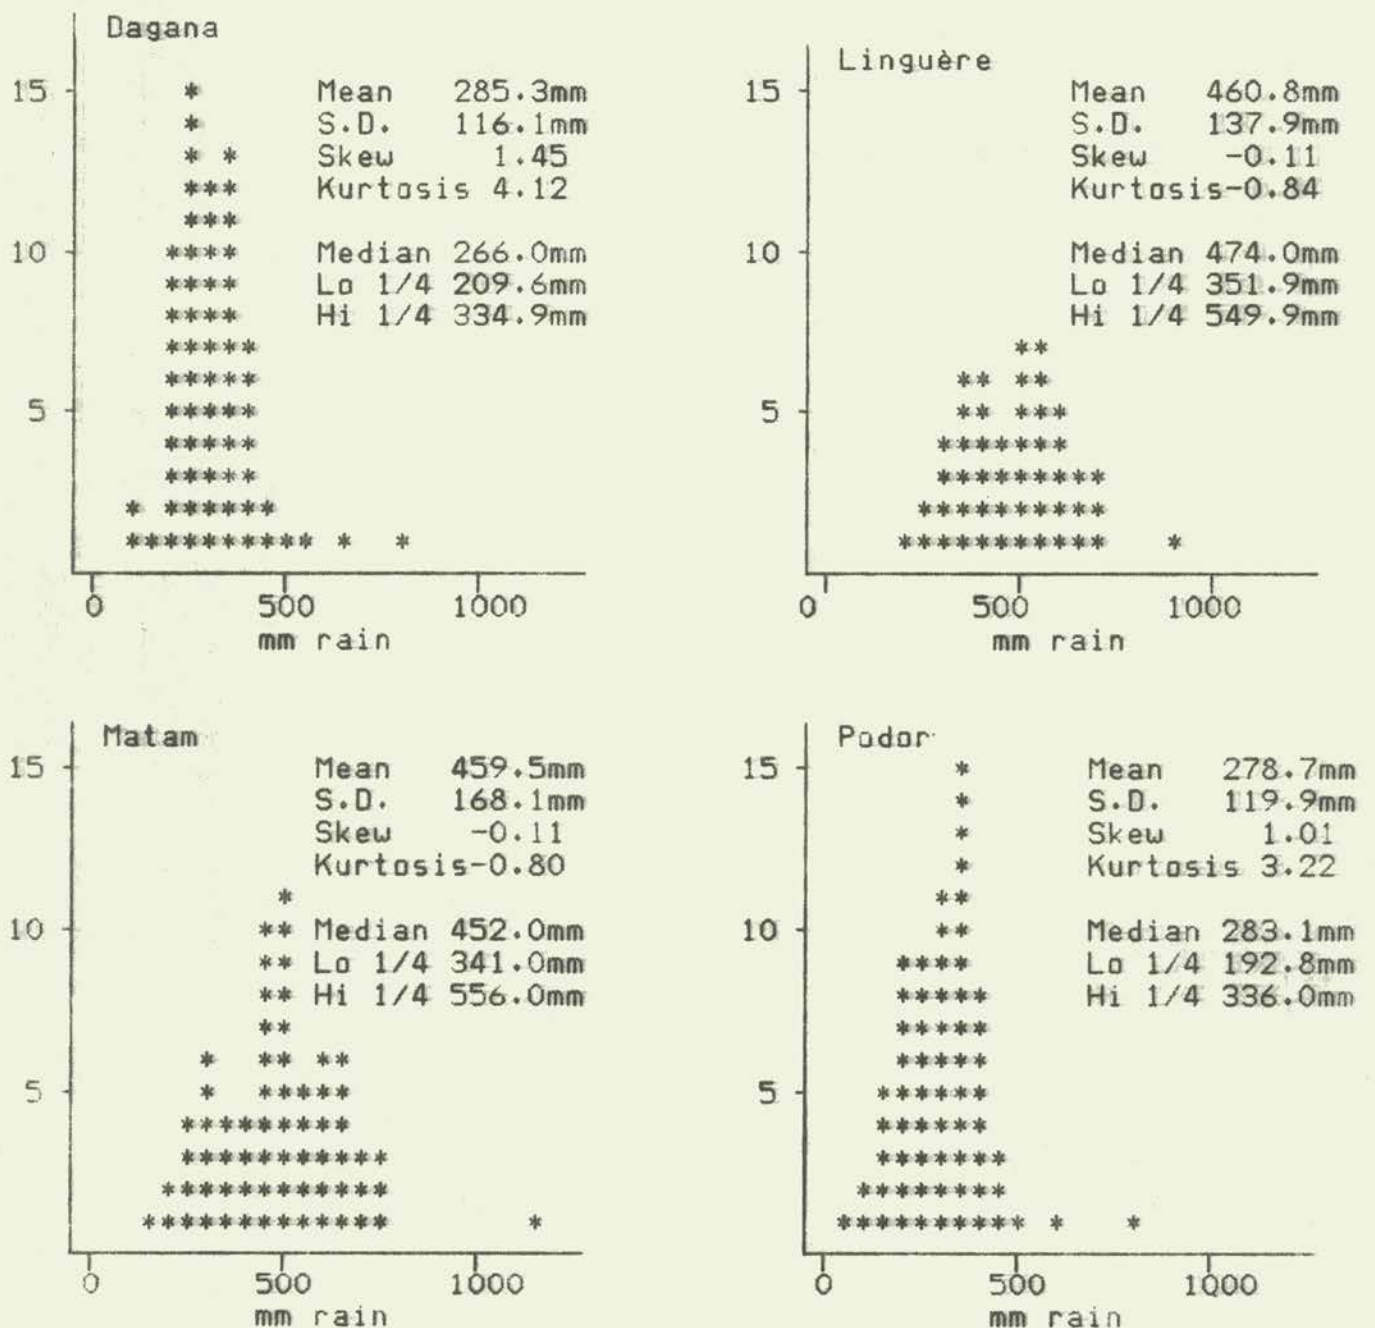 Dagana
15
10
5
Mean 285.3mm
S.D. 116.1mm
Skew 1.45
Kurtosis 4.12
Median 266.0mm
Lo 1/4 209.6mm
Hi 1/4 334.9mm
0 500 1000
mm rain
Linguère
15
10
5
Mean 460.8mm
S.D. 137.9mm
Skew -0.11
Kurtosis-0.84
Median 474.0mm
Lo 1/4 351.9mm
Hi 1/4 549.9mm
0 500 1000
mm rain
Matam
15
10
5
Mean 459.5mm
S.D. 168.1mm
Skew -0.11
Kurtosis-0.80
Median 452.0mm
Lo 1/4 341.0mm
Hi 1/4 556.0mm
0 500 1000
mm rain
Podor
15
10
5
Mean 278.7mm
S.D. 119.9mm
Skew 1.01
Kurtosis 3.22
Median 283.1mm
Lo 1/4 192.8mm
Hi 1/4 336.0mm
0 500 1000
mm rain